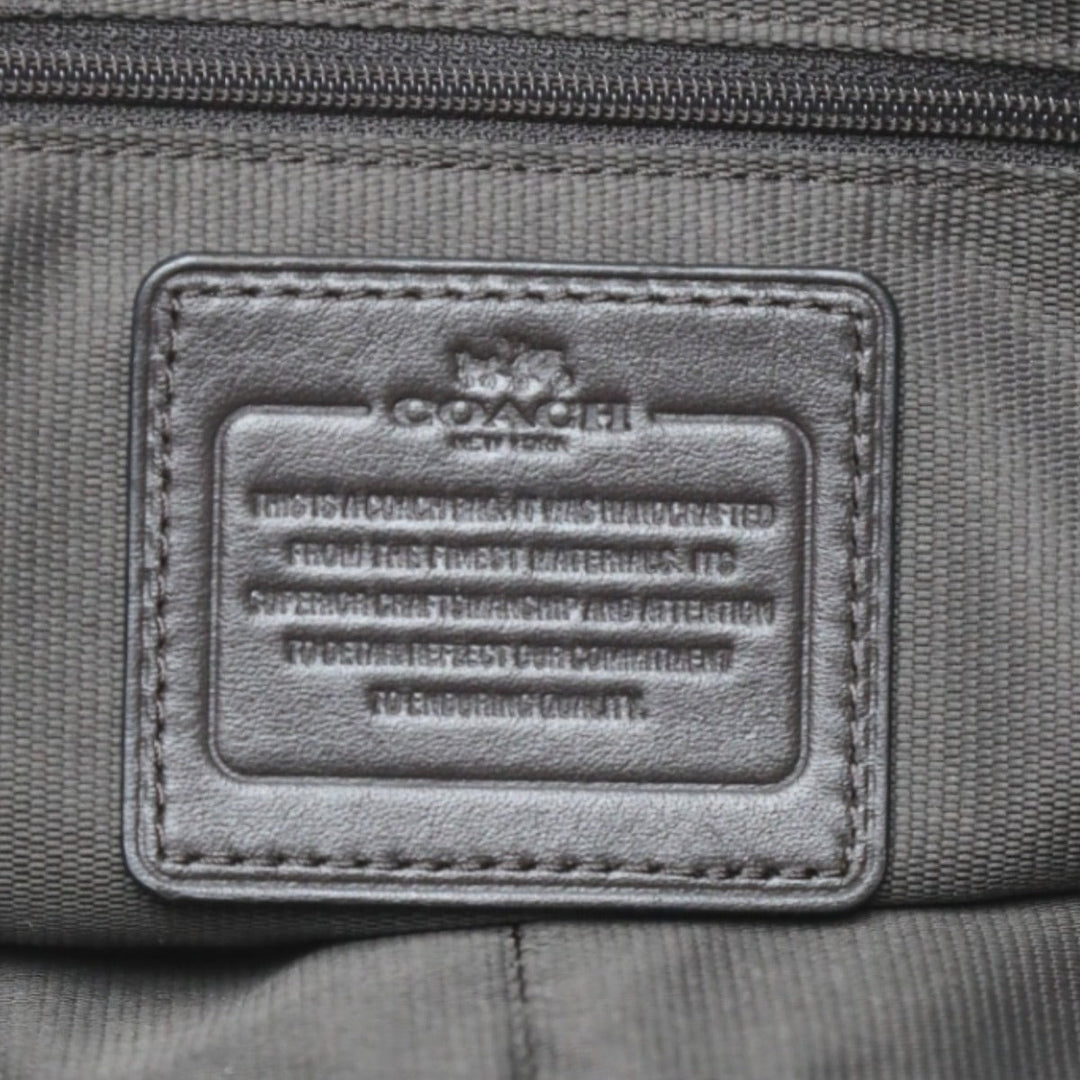 COACH
NEW YORK
THIS IS A COACH BAG. IT WAS HANDCRAFTED
FROM THE FINEST MATERIALS. ITS
SUPERIOR CRAFTSMANSHIP AND ATTENTION
TO DETAIL REFLECT OUR COMMITMENT
TO ENDURING QUALITY.